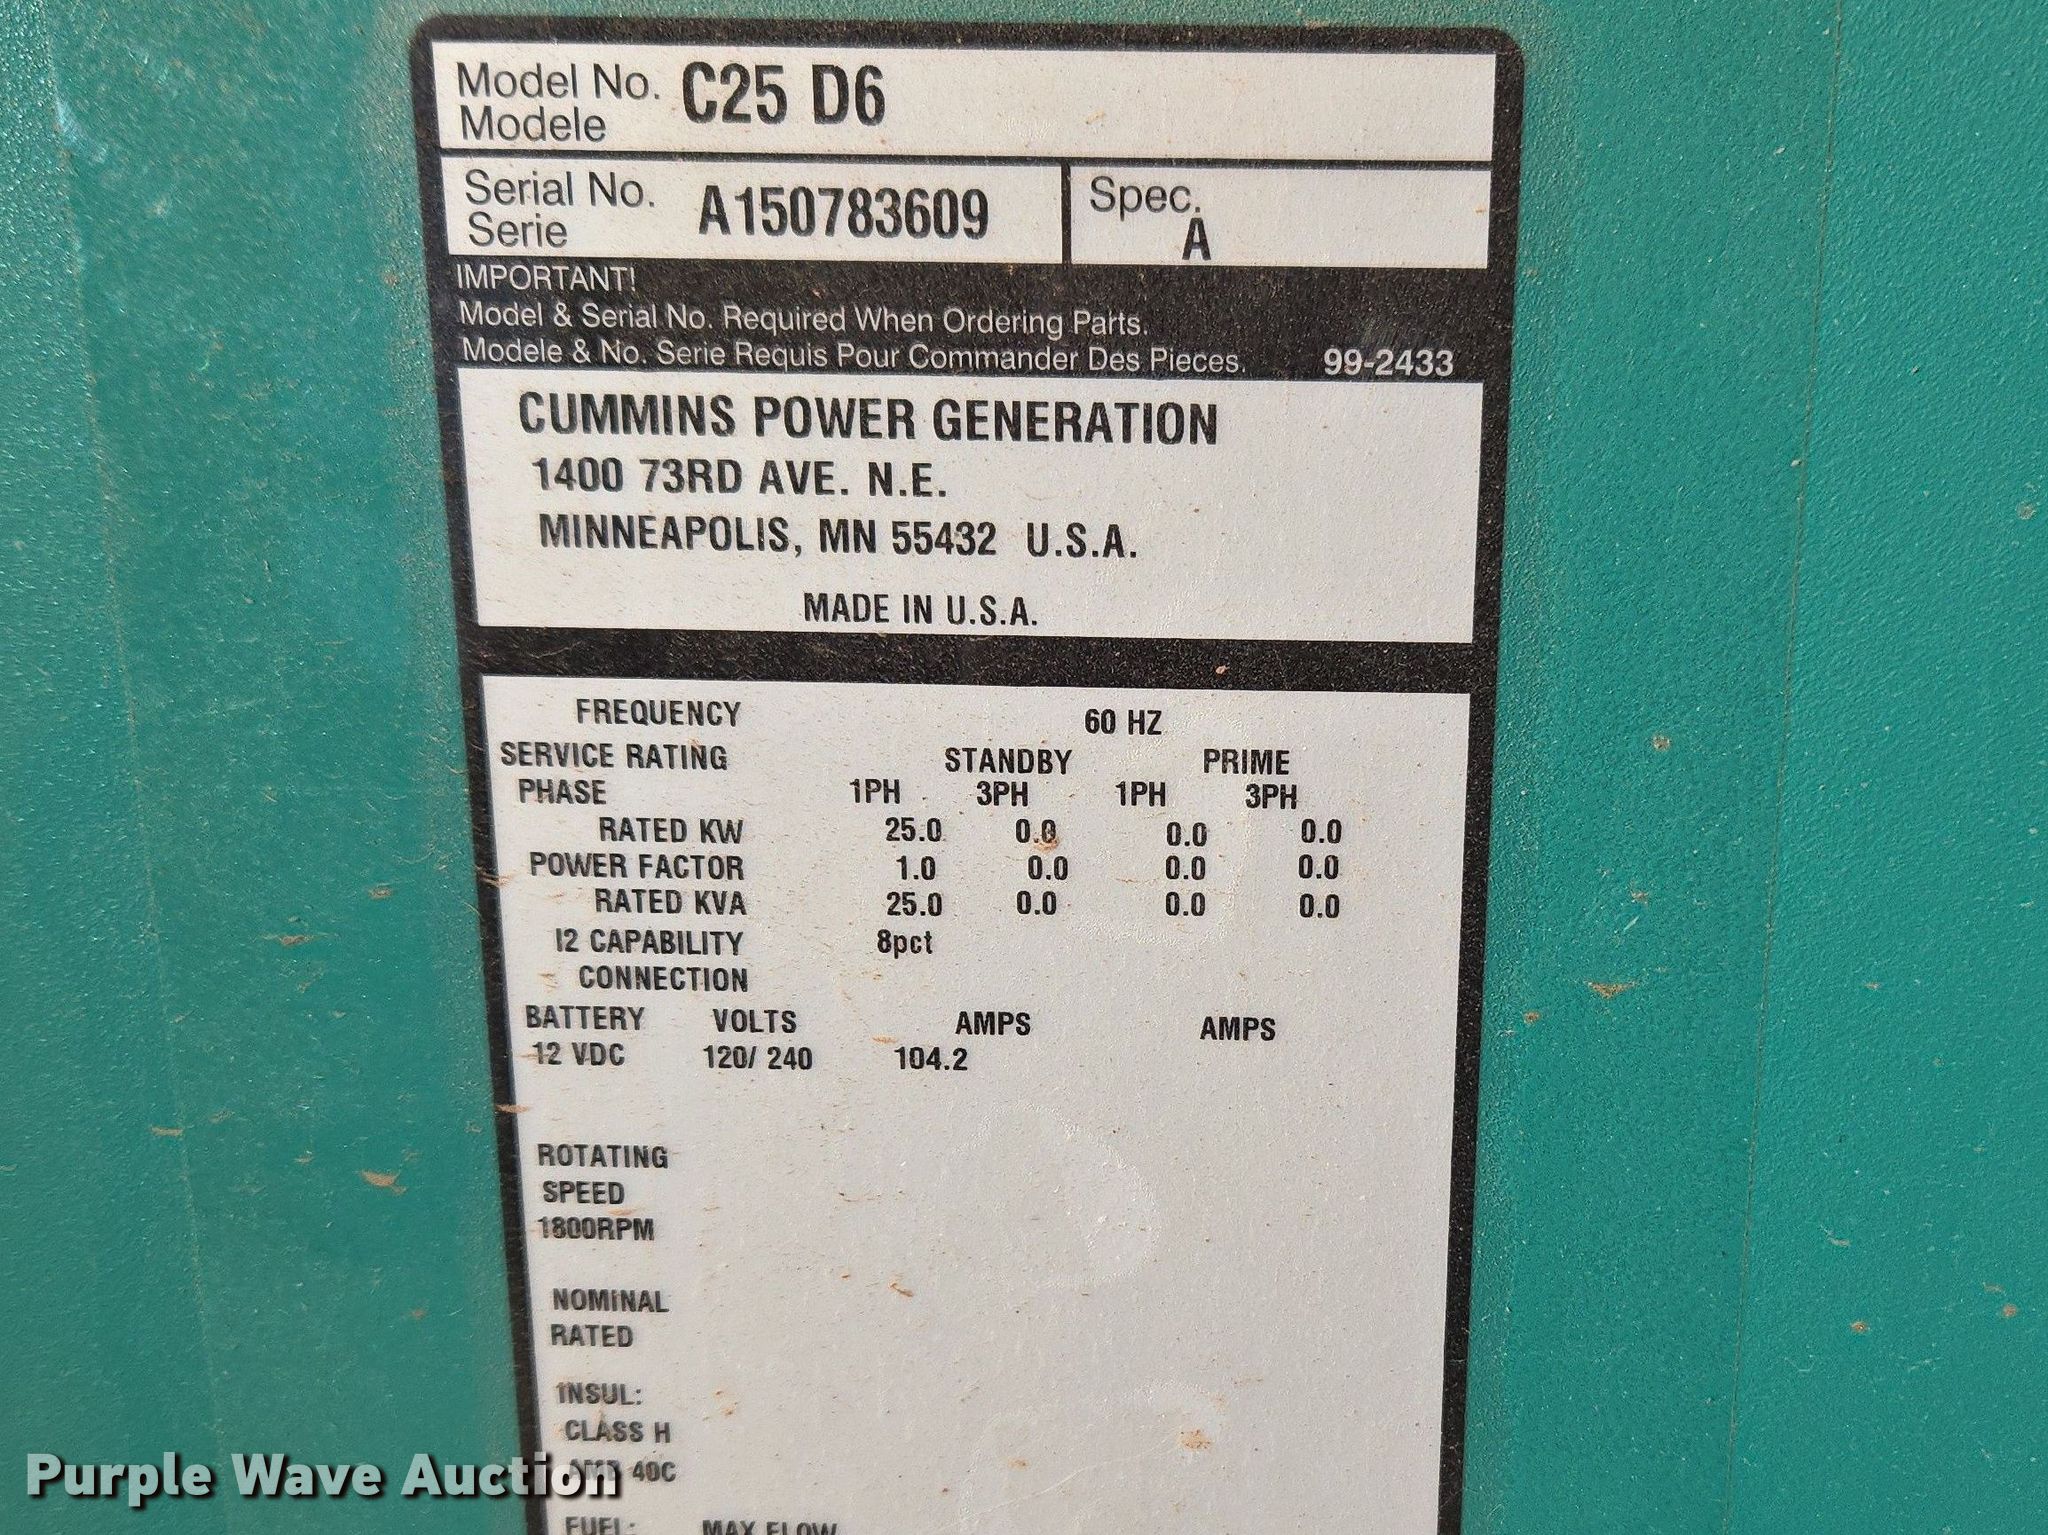 Model No. C25 D6
Modele
Serial No. A150783609 Spec.
Serie A
IMPORTANT!
Model & Serial No. Required When Ordering Parts.
Modele & No. Serie Requis Pour Commander Des Pieces. 99-2433
CUMMINS POWER GENERATION
1400 73RD AVE. N.E.
MINNEAPOLIS, MN 55432 U.S.A.
MADE IN U.S.A.
FREQUENCY 60 HZ
SERVICE RATING STANDBY PRIME
PHASE 1PH 3PH 1PH 3PH
RATED KW 25.0 0.0 0.0 0.0
POWER FACTOR 1.0 0.0 0.0 0.0
RATED KVA 25.0 0.0 0.0 0.0
I2 CAPABILITY 8pct
CONNECTION
BATTERY VOLTS AMPS AMPS
12 VDC 120/ 240 104.2
ROTATING
SPEED
1800RPM
NOMINAL
RATED
INSUL:
CLASS H
AMB 40C
FUEL: MAX FLOW
Purple Wave Auction